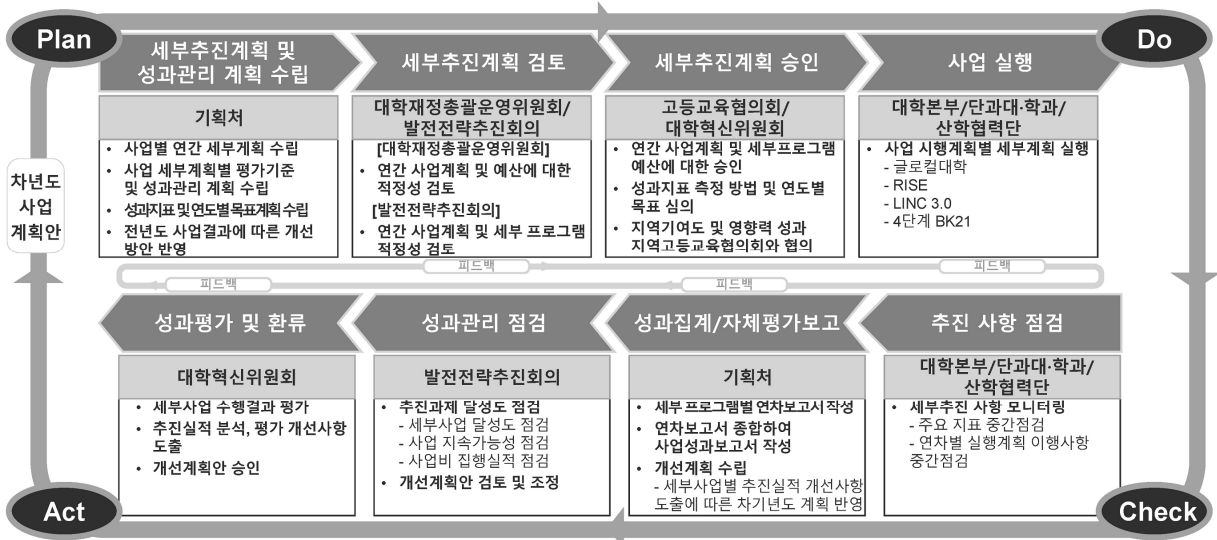 Plan
Do
세부추진계획 및
성과관리 계획 수립
세부추진계획 검토
세부추진계획 승인
사업 실행
기획처
대학재정총괄운영위원회/
발전전략추진회의
고등교육협의회/
대학혁신위원회
대학본부/단과대·학과/
산학협력단
• 사업별 연간 세부계획 수립
• 사업 세부계획별 평가기준
및 성과관리 계획 수립
• 성과지표 및 연도별 목표계획 수립
• 전년도 사업결과에 따른 개선
방안 반영
[대학재정총괄운영위원회]
• 연간 사업계획 및 예산에 대한
적정성 검토
[발전전략추진회의]
• 연간 사업계획 및 세부 프로그램
적정성 검토
• 연간 사업계획 및 세부프로그램
예산에 대한 승인
• 성과지표 측정 방법 및 연도별
목표 심의
• 지역기여도 및 영향력 성과
지역고등교육협의회와 협의
• 사업 시행계획별 세부계획 실행
- 글로컬대학
- RISE
- LINC 3.0
- 4단계 BK21
차년도
사업
계획안
피드백
피드백
피드백
피드백
성과평가 및 환류
성과관리 점검
성과집계/자체평가보고
추진 사항 점검
대학혁신위원회
발전전략추진회의
기획처
대학본부/단과대·학과/
산학협력단
• 세부사업 수행결과 평가
• 추진실적 분석, 평가 개선사항
도출
• 개선계획안 승인
• 추진과제 달성도 점검
- 세부사업 달성도 점검
- 사업 지속가능성 점검
- 사업비 집행실적 점검
• 개선계획안 검토 및 조정
• 세부 프로그램별 연차보고서 작성
• 연차보고서 종합하여
사업성과보고서 작성
• 개선계획 수립
- 세부사업별 추진실적 개선사항
도출에 따른 차기년도 계획 반영
• 세부추진 사항 모니터링
- 주요 지표 중간점검
- 연차별 실행계획 이행사항
중간점검
Act
Check